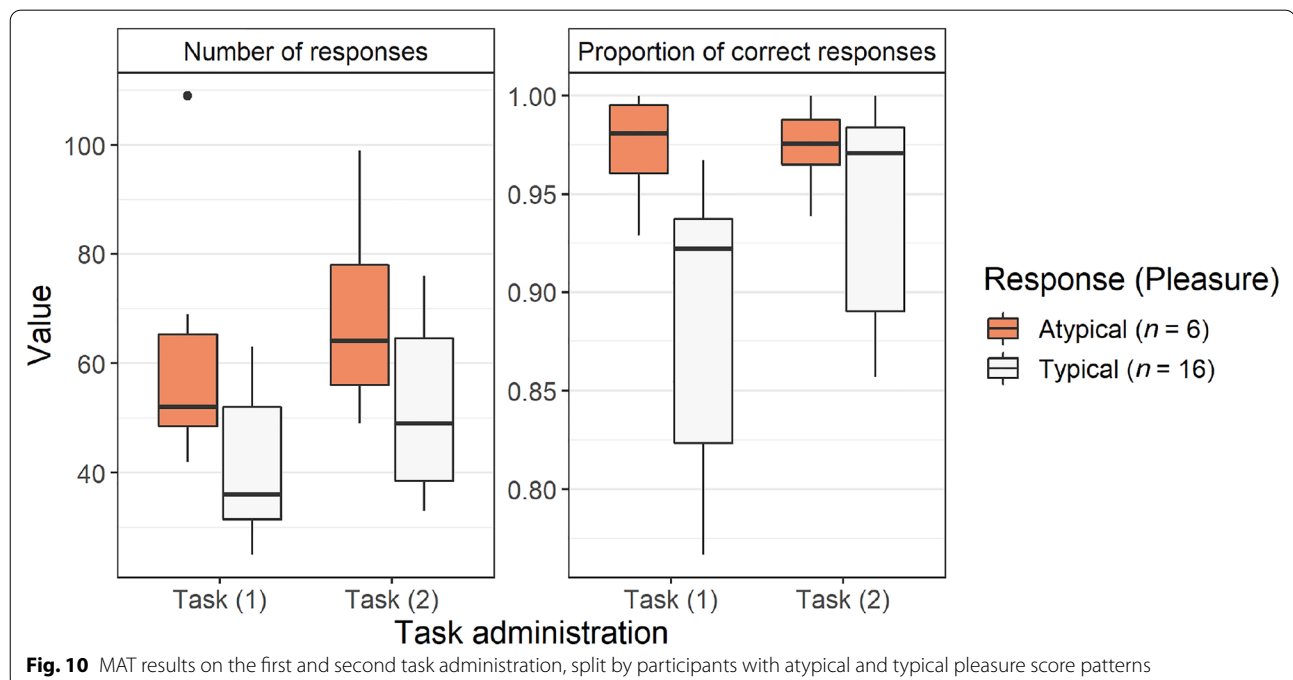 Number of responses
Proportion of correct responses
Value
100
80
60
40
1.00
0.95
0.90
0.85
0.80
Task (1)
Task (2)
Task (1)
Task (2)
Task administration
Response (Pleasure)
Atypical (n = 6)
Typical (n = 16)
Fig. 10 MAT results on the first and second task administration, split by participants with atypical and typical pleasure score patterns